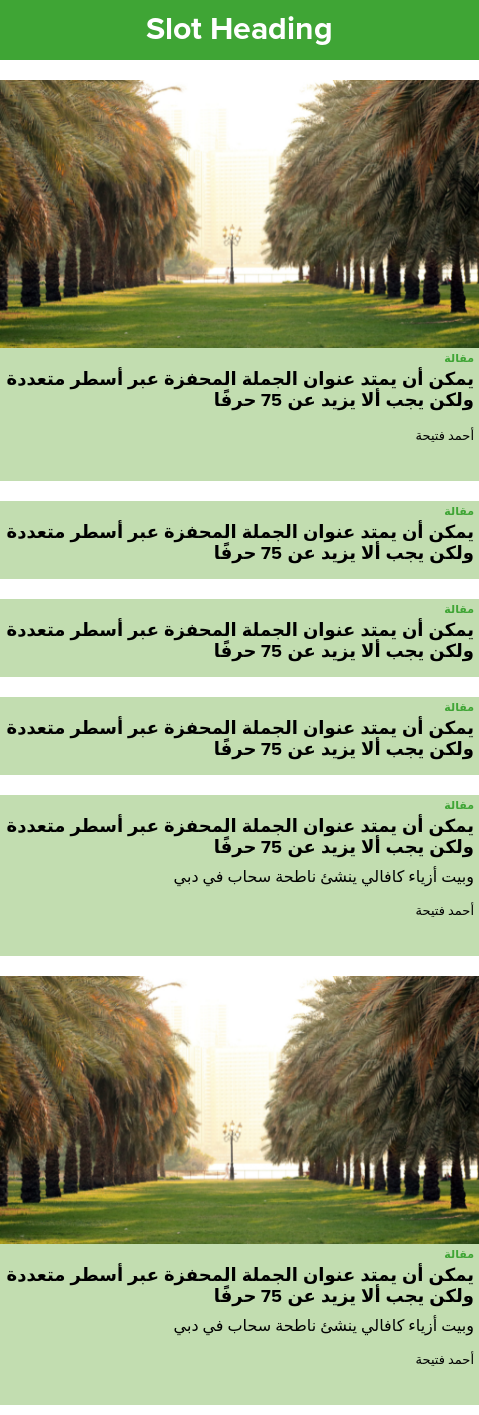 Slot Heading
مقالة
يمكن أن يمتد عنوان الجملة المحفزة عبر أسطر متعددة
ولكن يجب ألا يزيد عن 75 حرفًا
أحمد فتيحة
مقالة
يمكن أن يمتد عنوان الجملة المحفزة عبر أسطر متعددة
ولكن يجب ألا يزيد عن 75 حرفًا
مقالة
يمكن أن يمتد عنوان الجملة المحفزة عبر أسطر متعددة
ولكن يجب ألا يزيد عن 75 حرفًا
مقالة
يمكن أن يمتد عنوان الجملة المحفزة عبر أسطر متعددة
ولكن يجب ألا يزيد عن 75 حرفًا
مقالة
يمكن أن يمتد عنوان الجملة المحفزة عبر أسطر متعددة
ولكن يجب ألا يزيد عن 75 حرفًا
وبيت أزياء كافالي ينشئ ناطحة سحاب في دبي
أحمد فتيحة
مقالة
يمكن أن يمتد عنوان الجملة المحفزة عبر أسطر متعددة
ولكن يجب ألا يزيد عن 75 حرفًا
وبيت أزياء كافالي ينشئ ناطحة سحاب في دبي
أحمد فتيحة